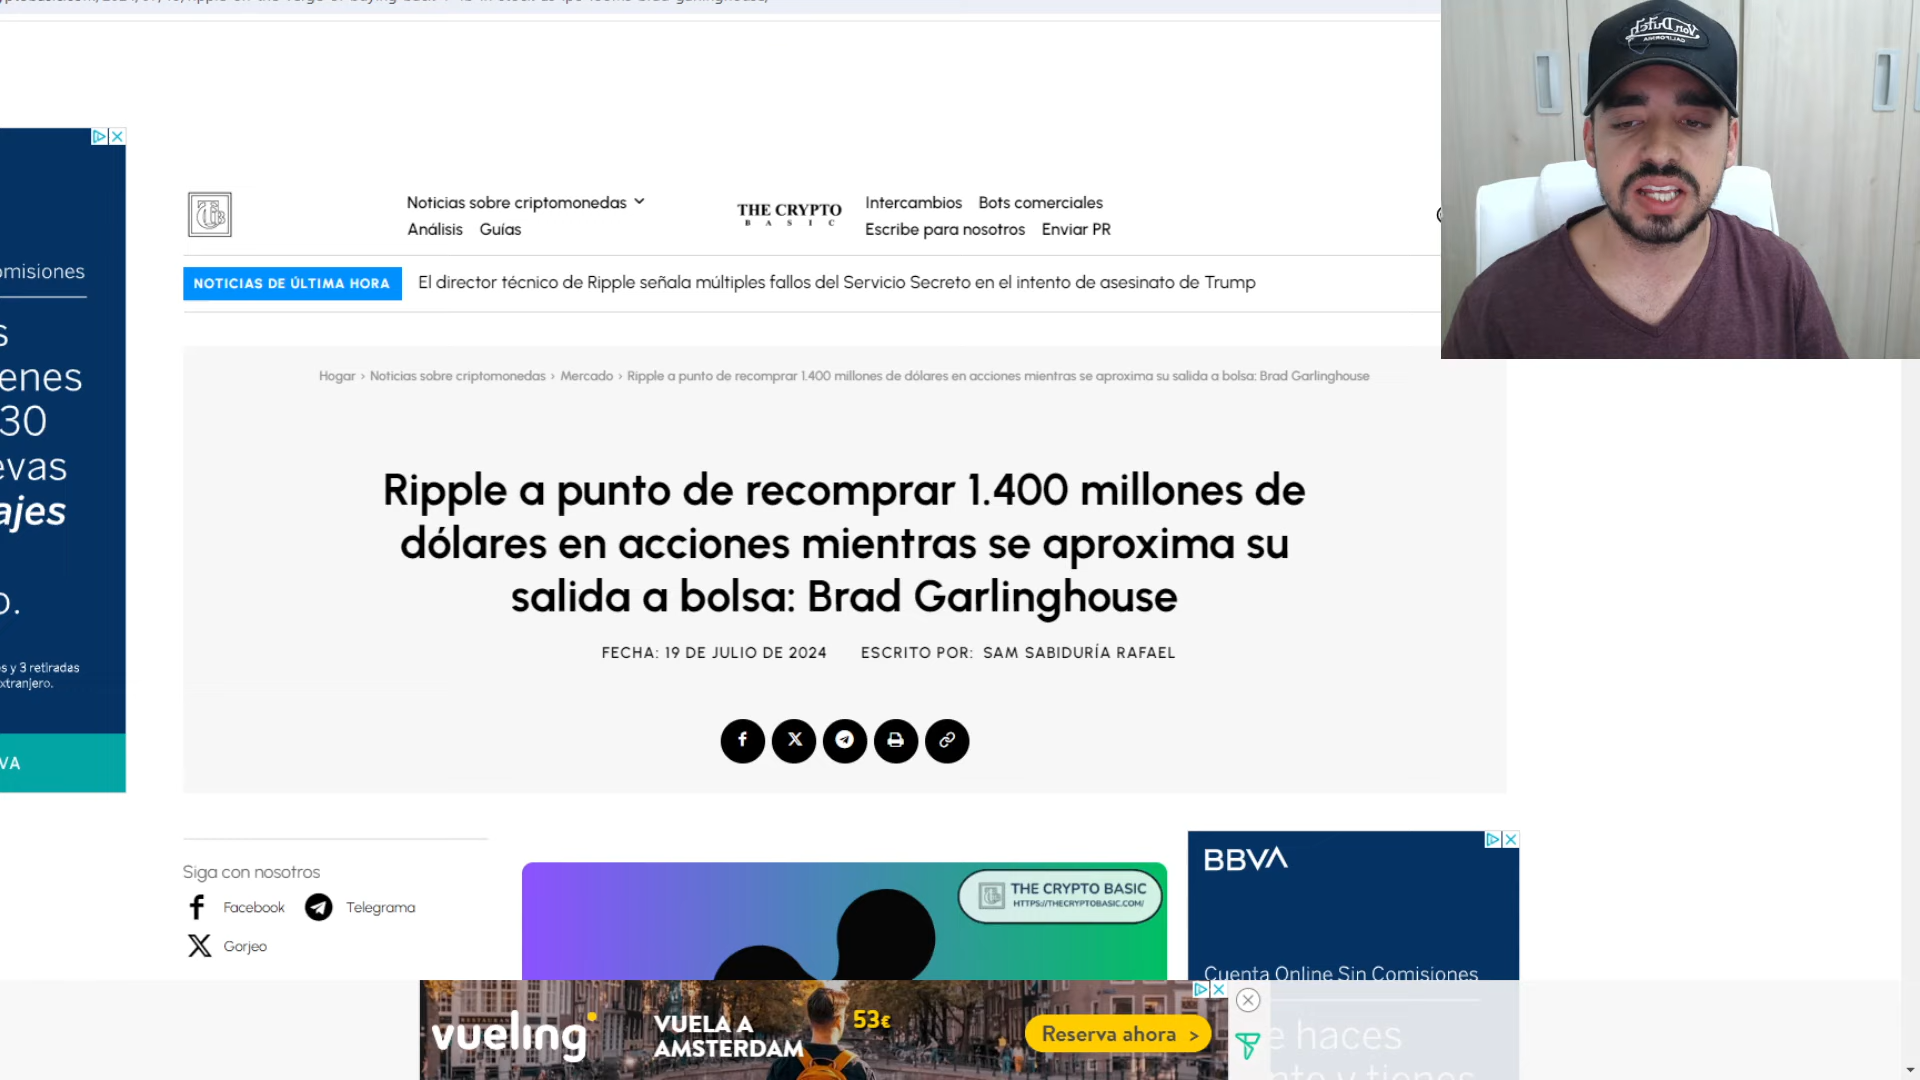 Noticias sobre criptomonedas
Análisis Guías
THE CRYPTO
BASIC
Intercambios Bots comerciales
Escribe para nosotros Enviar PR
NOTICIAS DE ÚLTIMA HORA
El director técnico de Ripple señala múltiples fallos del Servicio Secreto en el intento de asesinato de Trump
Hogar › Noticias sobre criptomonedas › Mercado › Ripple a punto de recomprar 1.400 millones de dólares en acciones mientras se aproxima su salida a bolsa: Brad Garlinghouse
Ripple a punto de recomprar 1.400 millones de
dólares en acciones mientras se aproxima su
salida a bolsa: Brad Garlinghouse
FECHA: 19 DE JULIO DE 2024 ESCRITO POR: SAM SABIDURÍA RAFAEL
Siga con nosotros
Facebook Telegrama
Gorjeo
THE CRYPTO BASIC
HTTPS://THECRYPTOBASIC.COM/
BBVA
Cuenta Online Sin Comisiones
e haces
30
ajes
y 3 retiradas
vueling
VUELA A
AMSTERDAM
53€
Reserva ahora >